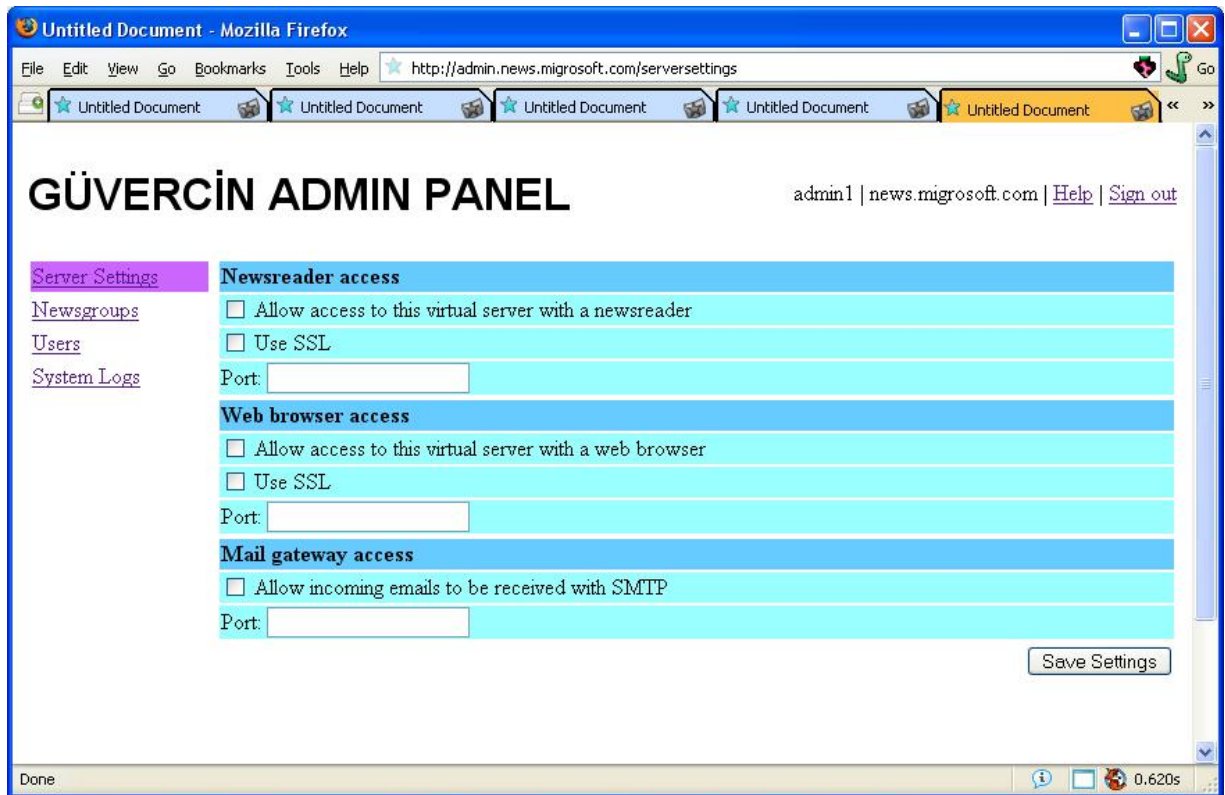 Untitled Document - Mozilla Firefox
File Edit View Go Bookmarks Tools Help http://admin.news.migrosoft.com/serversettings Go
Untitled Document Untitled Document Untitled Document Untitled Document Untitled Document
GÜVERCİN ADMIN PANEL
admin1 | news.migrosoft.com | Help | Sign out
Server Settings
Newsgroups
Users
System Logs
Newsreader access
Allow access to this virtual server with a newsreader
Use SSL
Port:
Web browser access
Allow access to this virtual server with a web browser
Use SSL
Port:
Mail gateway access
Allow incoming emails to be received with SMTP
Port:
Save Settings
Done 0.620s